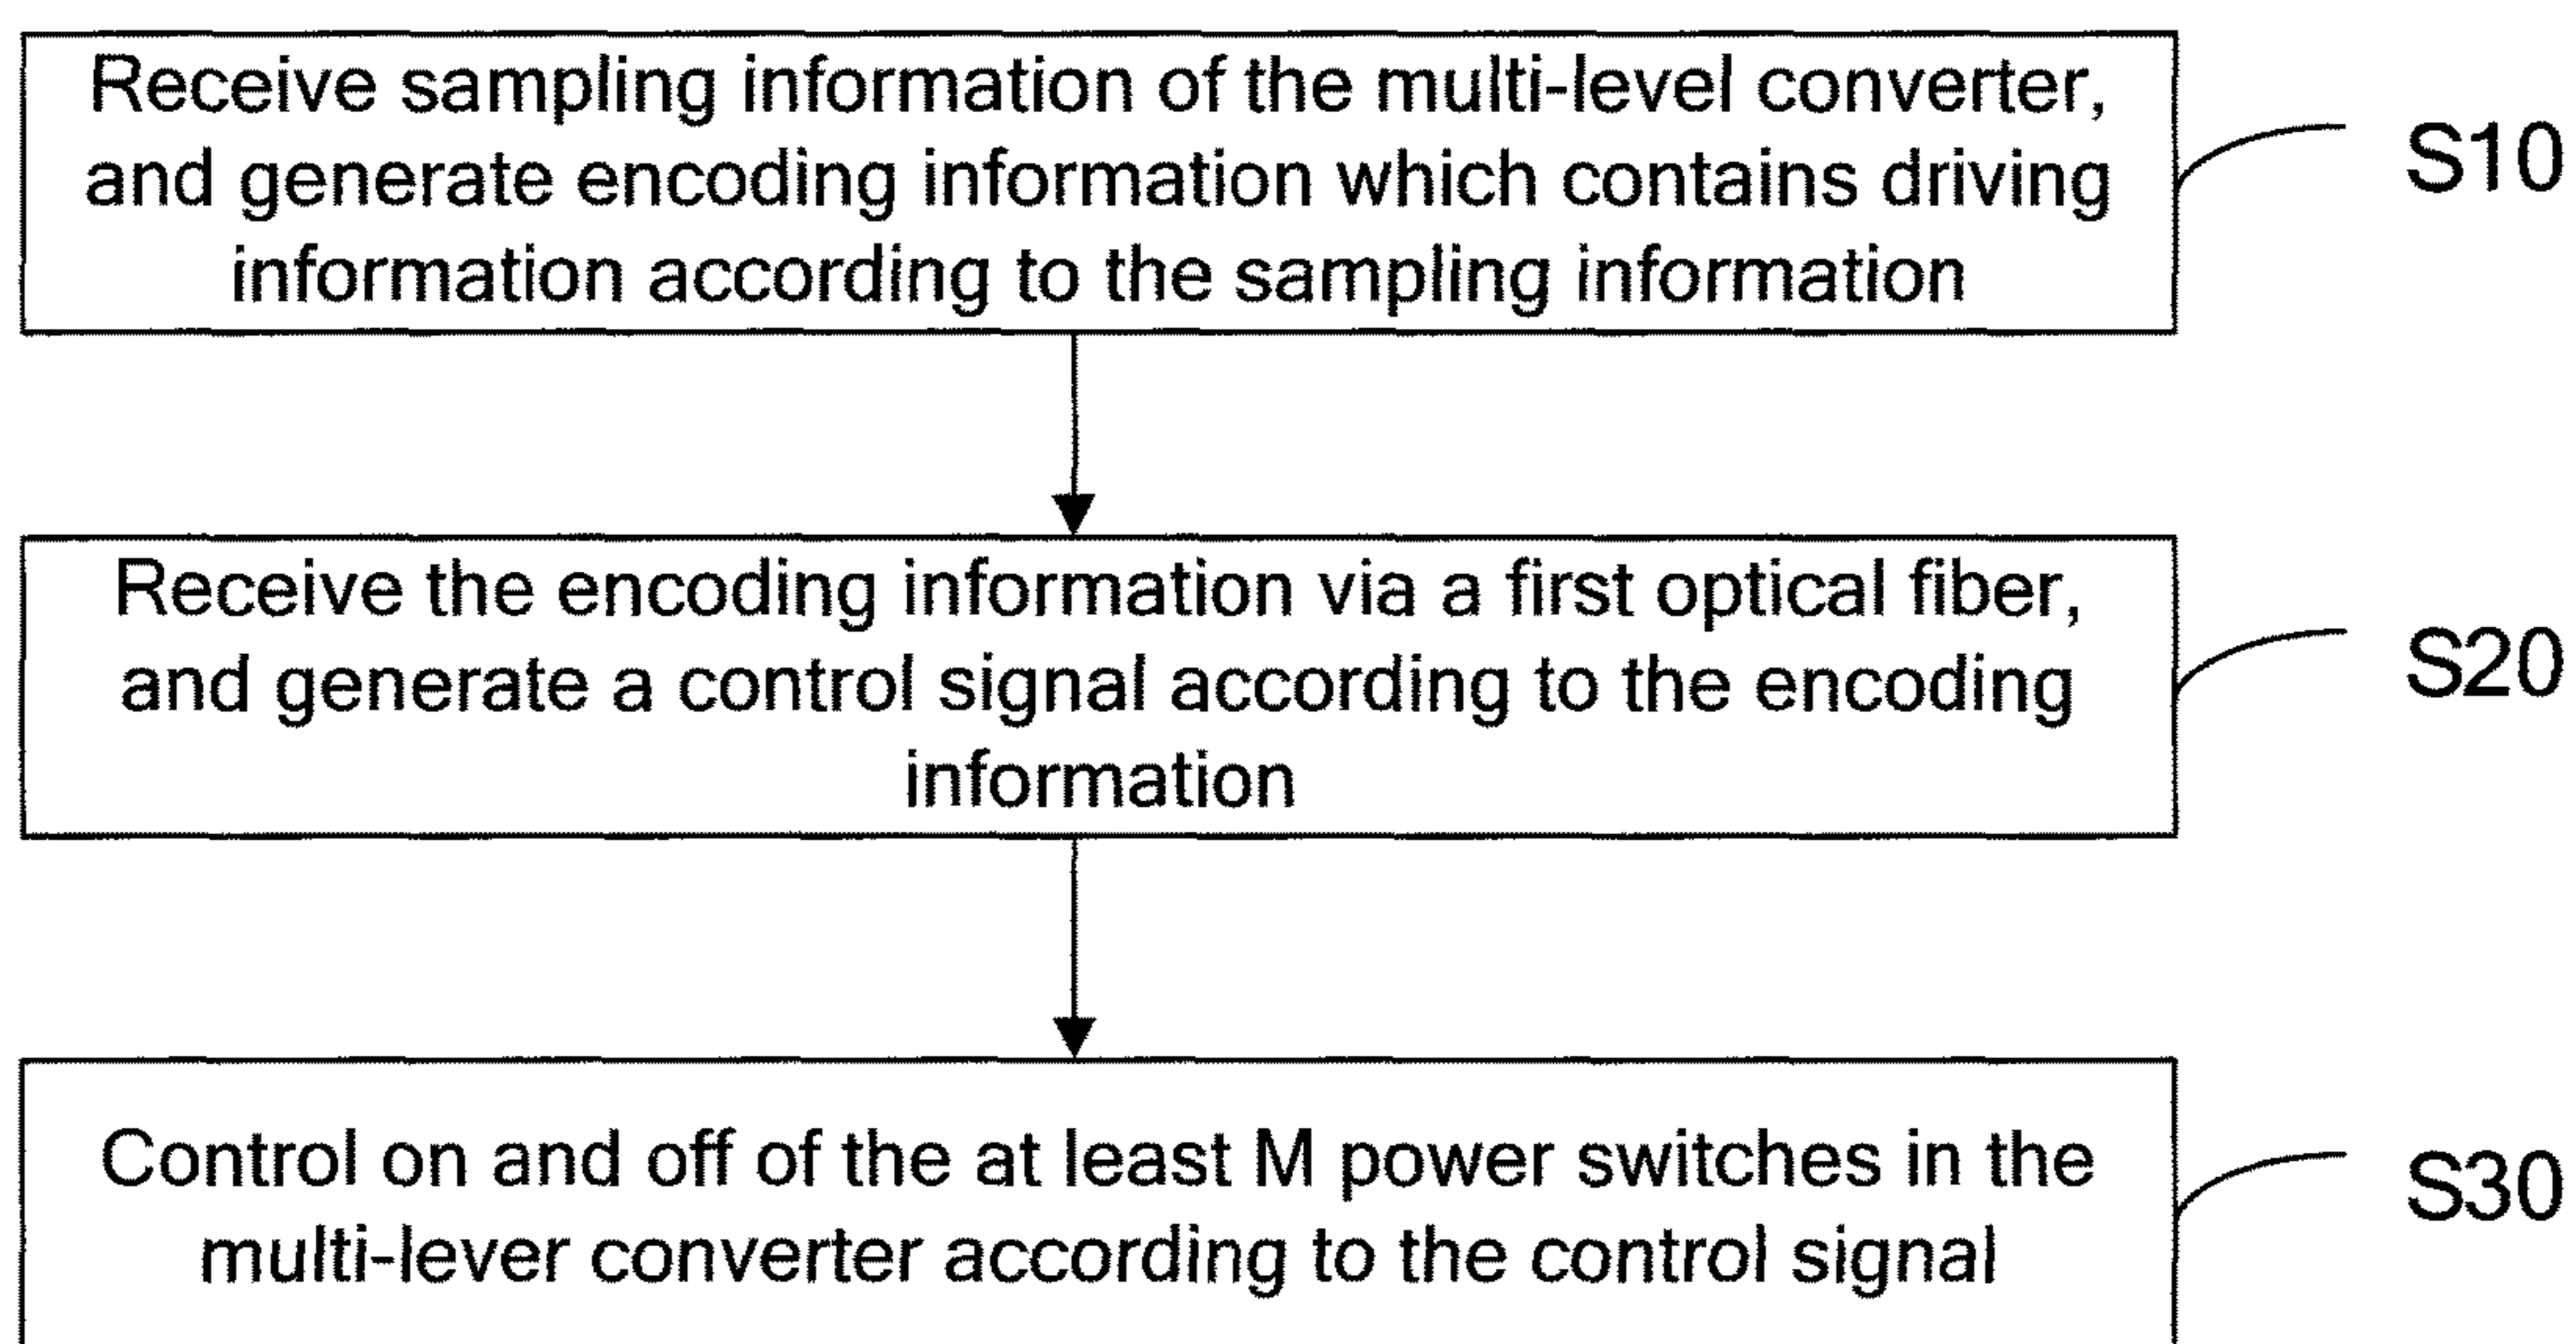 Receive sampling information of the multi-level converter,
and generate encoding information which contains driving
information according to the sampling information
S10
Receive the encoding information via a first optical fiber,
and generate a control signal according to the encoding
information
S20
Control on and off of the at least M power switches in the
multi-lever converter according to the control signal
S30